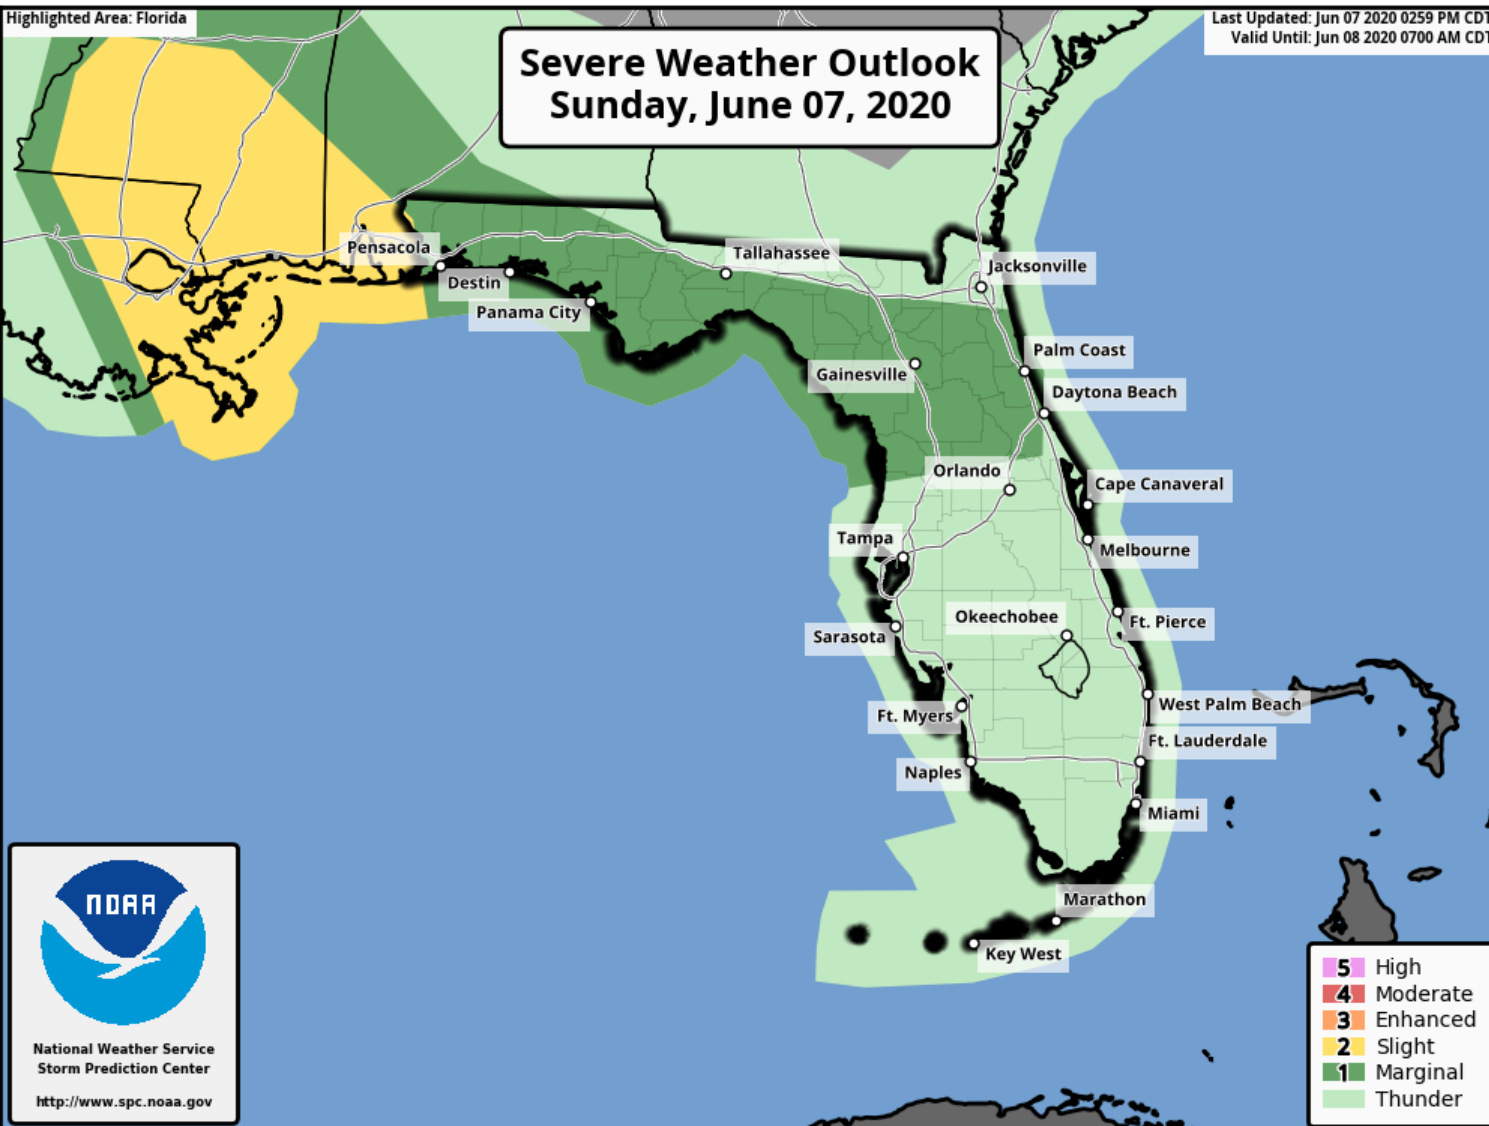 Highlighted Area: Florida
Last Updated: Jun 07 2020 0259 PM CDT
Valid Until: Jun 08 2020 0700 AM CDT
Severe Weather Outlook
Sunday, June 07, 2020
Pensacola
Tallahassee
Destin
Jacksonville
Panama City
Palm Coast
Gainesville
Daytona Beach
Orlando
Cape Canaveral
Tampa
Melbourne
Okeechobee
Ft. Pierce
Sarasota
West Palm Beach
Ft. Myers
Ft. Lauderdale
Naples
Miami
Marathon
Key West
NOAA
National Weather Service
Storm Prediction Center
http://www.spc.noaa.gov
5 High
4 Moderate
3 Enhanced
2 Slight
1 Marginal
Thunder